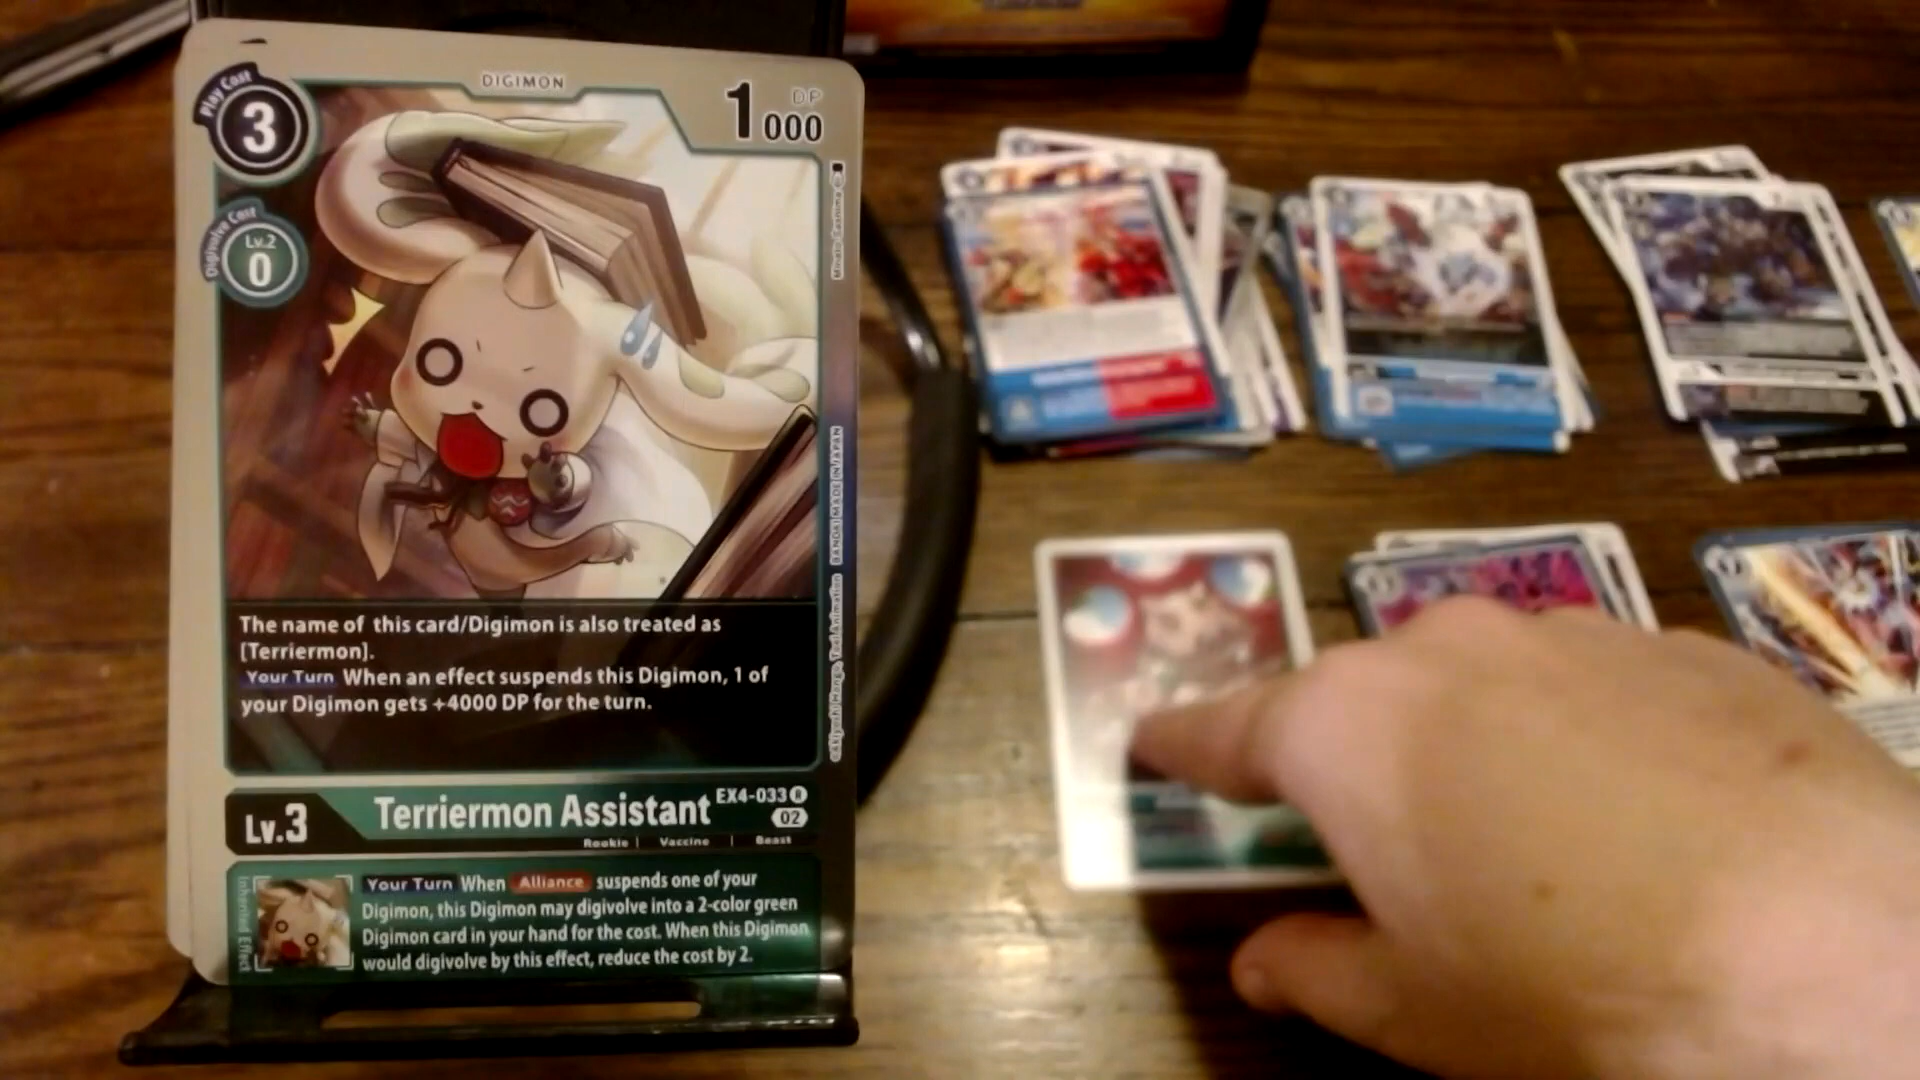 DIGIMON
Play Cost
3
1000
DP
Digivolve Cost
Lv.2
0
BANDAI MADE IN JAPAN
The name of this card/Digimon is also treated as
[Terriermon].
Your Turn When an effect suspends this Digimon, 1 of
your Digimon gets +4000 DP for the turn.
Lv.3
Terriermon Assistant
EX4-033 R
02
Rookie | Vaccine | Beast
Inherited Effect
Your Turn When Alliance suspends one of your
Digimon, this Digimon may digivolve into a 2-color green
Digimon card in your hand for the cost. When this Digimon
would digivolve by this effect, reduce the cost by 2.